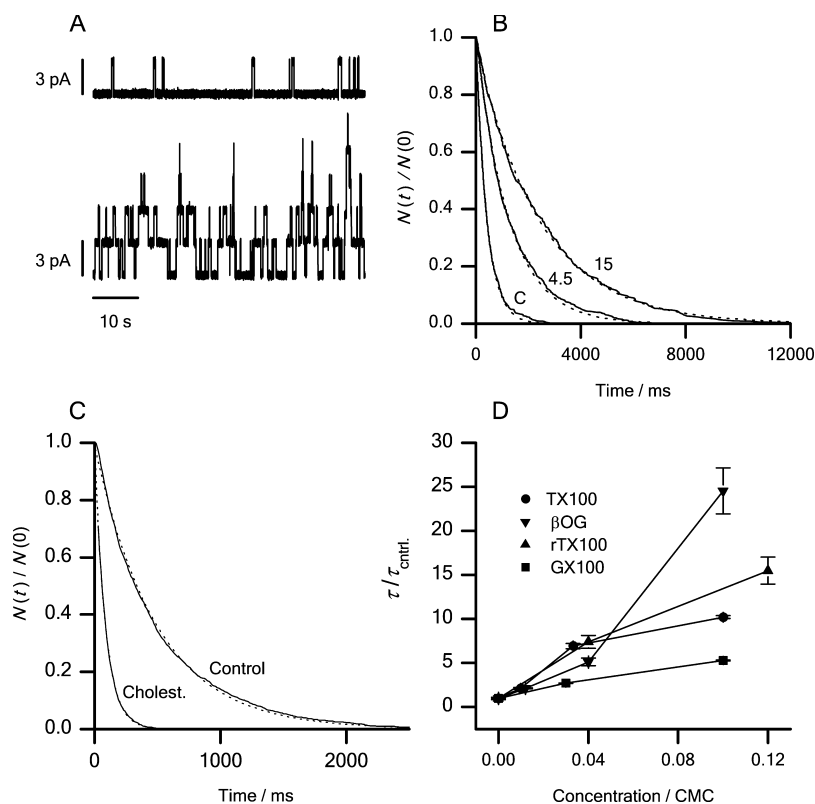 A
3 pA
3 pA
10 s
B
N(t) / N(0)
1.0
0.8
0.6
0.4
0.2
0.0
15
4.5
C
0
4000
8000
12000
Time / ms
C
N(t) / N(0)
1.0
0.8
0.6
0.4
0.2
0.0
Control
Cholest.
0
1000
2000
Time / ms
D
τ/τcntrl.
30
25
20
15
10
5
0
TX100
βOG
rTX100
GX100
0.00
0.04
0.08
0.12
Concentration / CMC